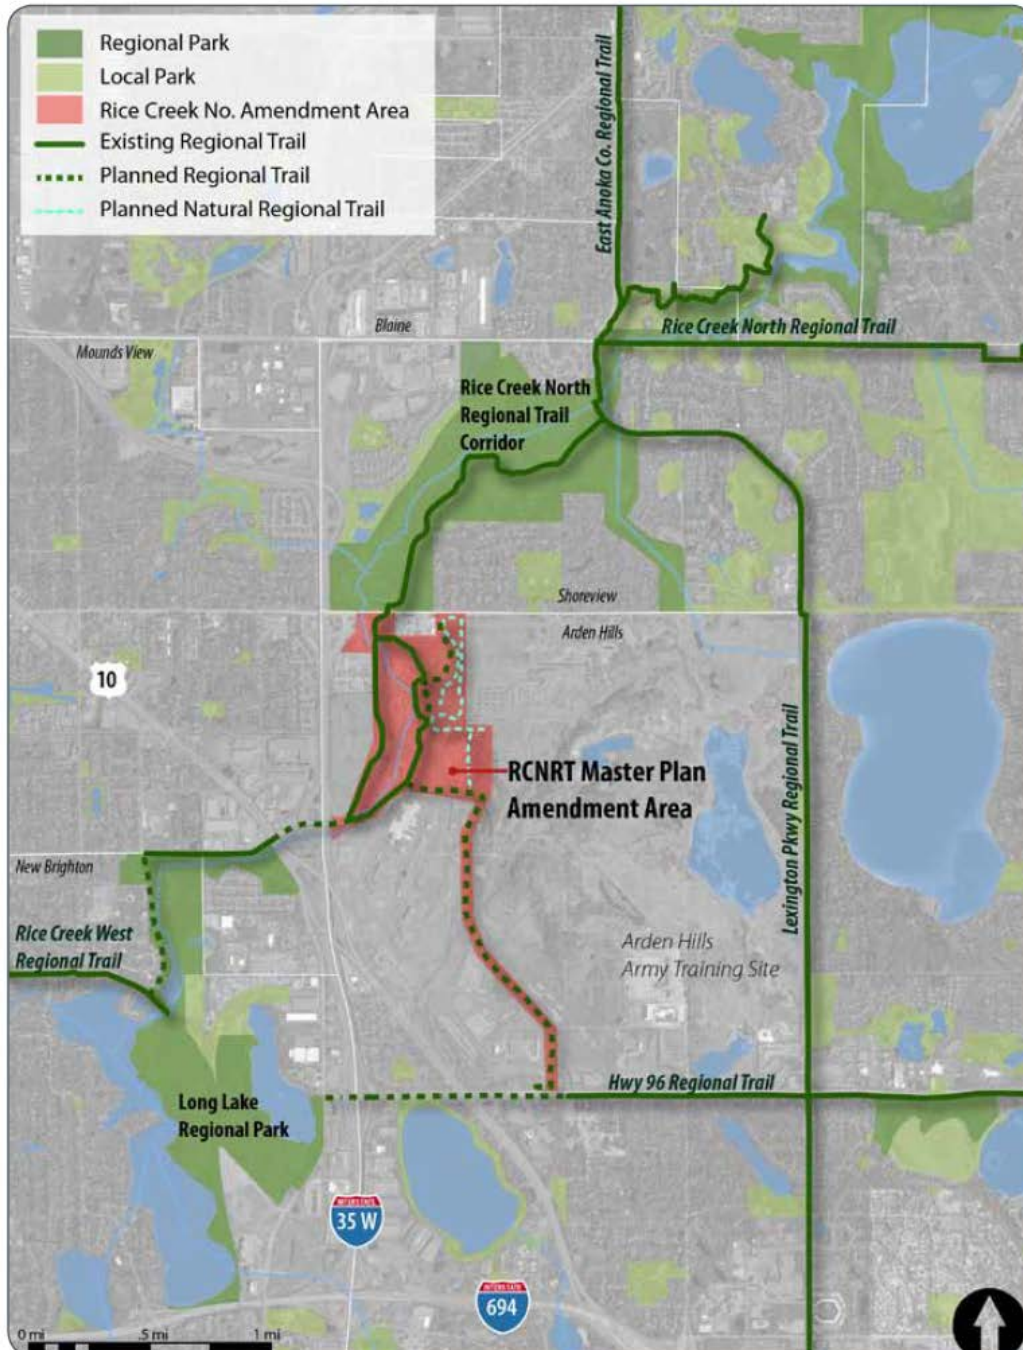 Regional Park
Local Park
Rice Creek No. Amendment Area
Existing Regional Trail
Planned Regional Trail
Planned Natural Regional Trail
East Anoka Co. Regional Trail
Blaine
Rice Creek North Regional Trail
Mounds View
Rice Creek North
Regional Trail
Corridor
Shoreview
Arden Hills
10
RCNRT Master Plan
Amendment Area
Lexington Pkwy Regional Trail
New Brighton
Rice Creek West
Regional Trail
Arden Hills
Army Training Site
Hwy 96 Regional Trail
Long Lake
Regional Park
INTERSTATE
35 W
INTERSTATE
694
0 mi .5 mi 1 mi